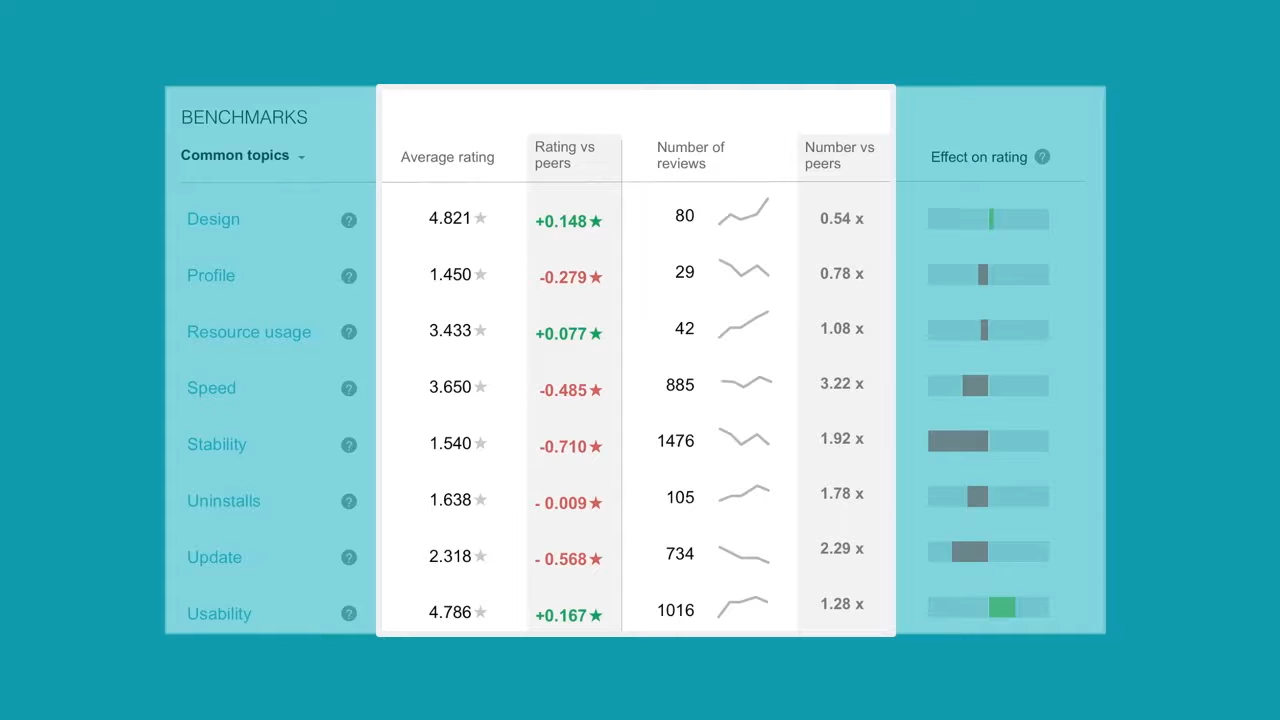 BENCHMARKS
Common topics
Average rating
Rating vs
peers
Number of
reviews
Number vs
peers
Effect on rating ?
Design ? 4.821 +0.148 80 0.54 x
Profile ? 1.450 -0.279 29 0.78 x
Resource usage ? 3.433 +0.077 42 1.08 x
Speed ? 3.650 -0.485 885 3.22 x
Stability ? 1.540 -0.710 1476 1.92 x
Uninstalls ? 1.638 - 0.009 105 1.78 x
Update ? 2.318 - 0.568 734 2.29 x
Usability ? 4.786 +0.167 1016 1.28 x